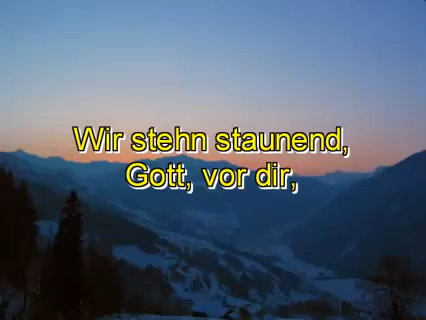 Wir stehn staunend,
Gott, vor dir,